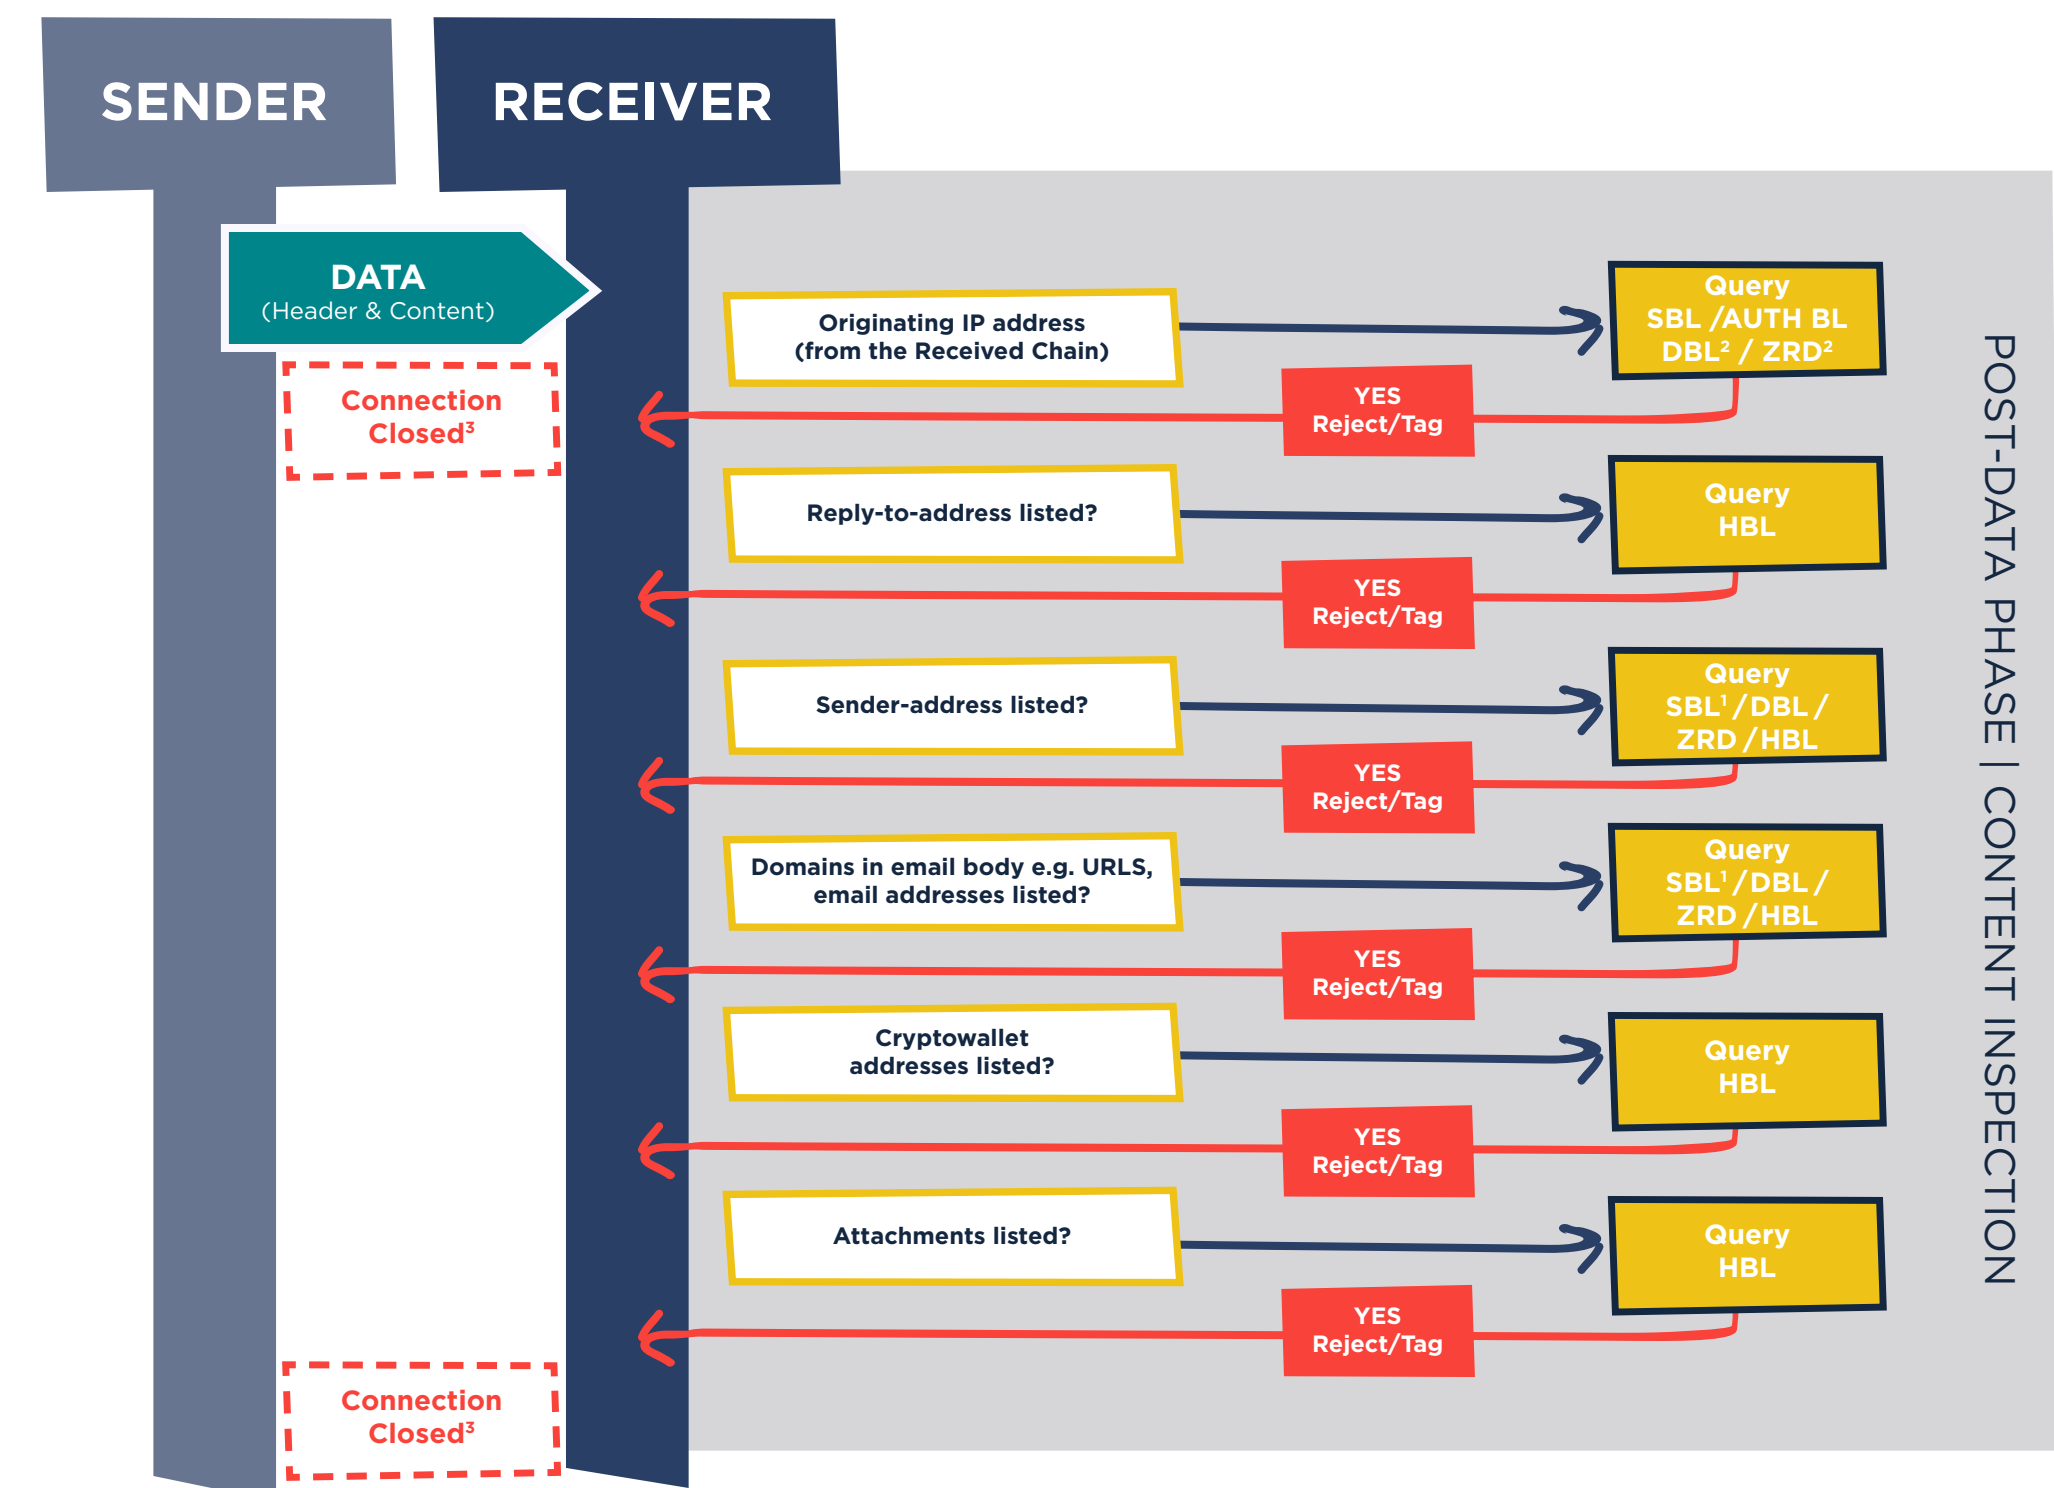 SENDER
RECEIVER
DATA
(Header & Content)
Connection
Closed³
Originating IP address
(from the Received Chain)
Query
SBL /AUTH BL
DBL² / ZRD²
YES
Reject/Tag
Reply-to-address listed?
Query
HBL
YES
Reject/Tag
Sender-address listed?
Query
SBL¹ / DBL /
ZRD / HBL
YES
Reject/Tag
Domains in email body e.g. URLS,
email addresses listed?
Query
SBL¹ / DBL /
ZRD / HBL
YES
Reject/Tag
Cryptowallet
addresses listed?
Query
HBL
YES
Reject/Tag
Attachments listed?
Query
HBL
YES
Reject/Tag
Connection
Closed³
POST-DATA PHASE | CONTENT INSPECTION